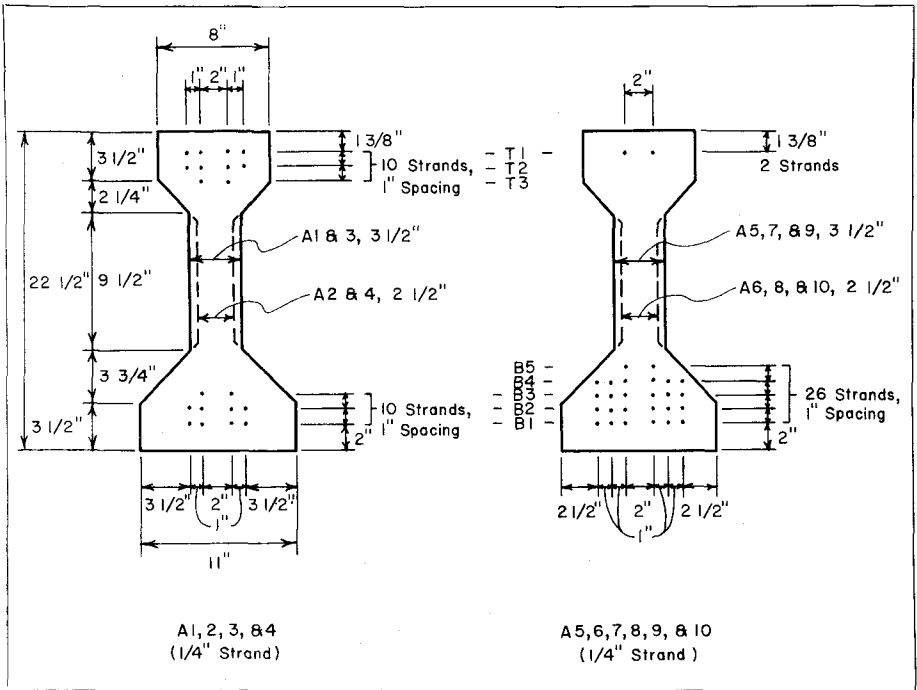 8"
1" 2" 1"
2"
3 1/2"
1 3/8"
10 Strands,
1" Spacing
- T1 -
- T2
- T3
1 3/8"
2 Strands
2 1/4"
22 1/2"
9 1/2"
A1 & 3, 3 1/2"
A2 & 4, 2 1/2"
A5,7, & 9, 3 1/2"
A6, 8, & 10, 2 1/2"
3 3/4"
3 1/2"
10 Strands,
1" Spacing
2"
B5 -
B4 -
- B3 -
- B2 -
- B1 -
26 Strands,
1" Spacing
2"
3 1/2" 2" 3 1/2"
1"
11"
2 1/2" 2" 2 1/2"
1"
A1, 2, 3, & 4
(1/4" Strand)
A5,6,7,8,9, & 10
(1/4" Strand)